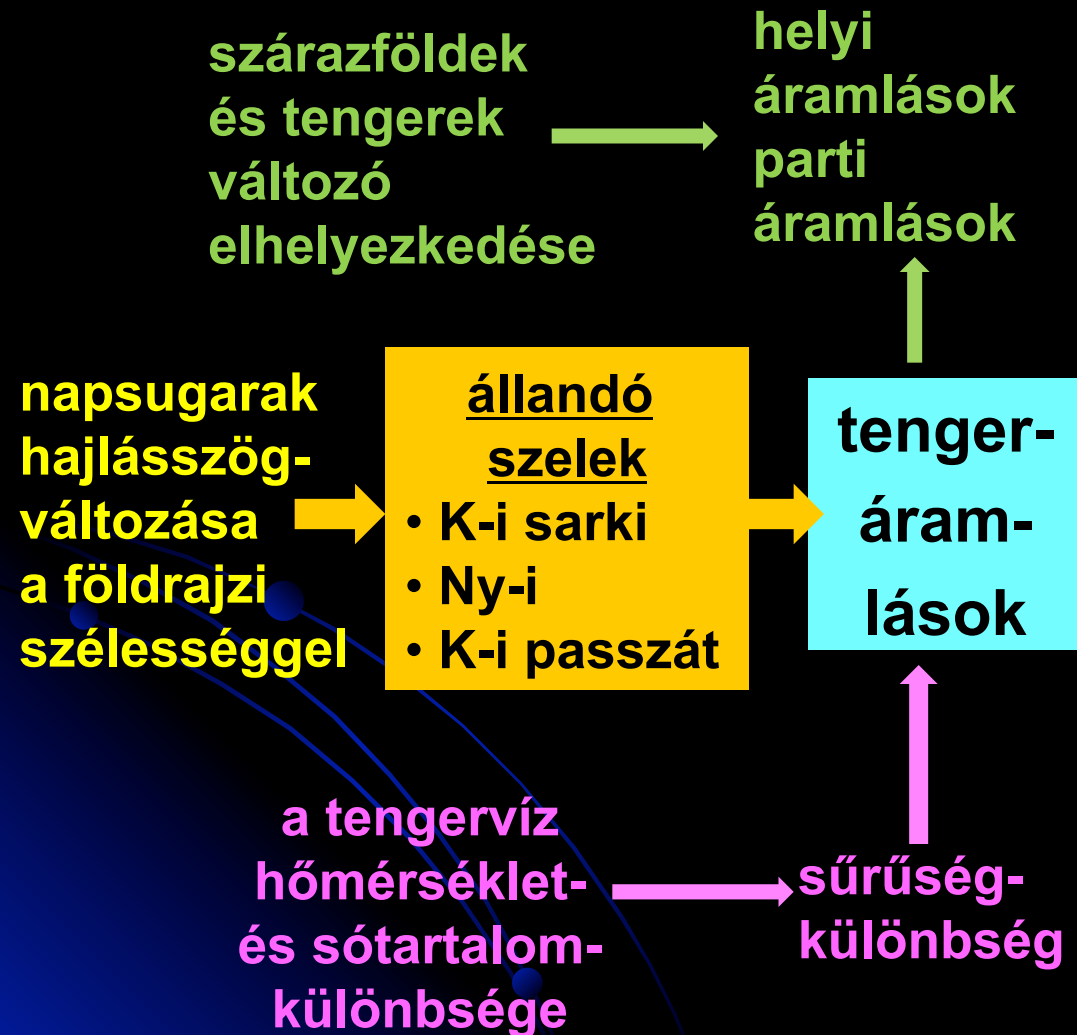 szárazföldek
és tengerek
változó
elhelyezkedése
helyi
áramlások
parti
áramlások
napsugarak
hajlásszög-
változása
a földrajzi
szélességgel
állandó
szelek
• K-i sarki
• Ny-i
• K-i passzát
tenger-
áram-
lások
a tengervíz
hőmérséklet-
és sótartalom-
különbsége
sűrűség-
különbség